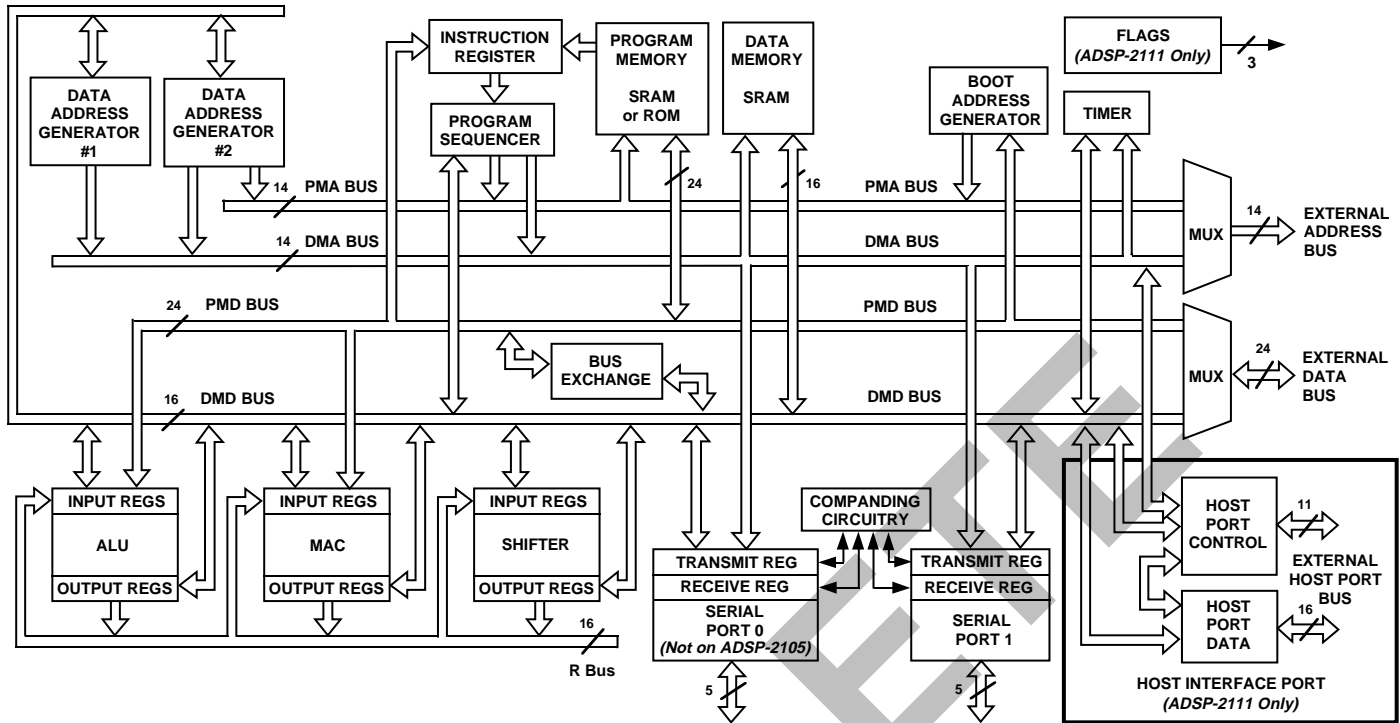 INSTRUCTION
REGISTER
PROGRAM
MEMORY
SRAM
or ROM
DATA
MEMORY
SRAM
FLAGS
(ADSP-2111 Only)
3
DATA
ADDRESS
GENERATOR
#1
DATA
ADDRESS
GENERATOR
#2
PROGRAM
SEQUENCER
BOOT
ADDRESS
GENERATOR
TIMER
14
PMA BUS
24
16
PMA BUS
14
DMA BUS
DMA BUS
MUX
14
EXTERNAL
ADDRESS
BUS
24
PMD BUS
PMD BUS
BUS
EXCHANGE
MUX
24
EXTERNAL
DATA
BUS
16
DMD BUS
DMD BUS
INPUT REGS
ALU
OUTPUT REGS
INPUT REGS
MAC
OUTPUT REGS
INPUT REGS
SHIFTER
OUTPUT REGS
16
R Bus
COMPANDING
CIRCUITRY
TRANSMIT REG
RECEIVE REG
SERIAL
PORT 0
(Not on ADSP-2105)
5
TRANSMIT REG
RECEIVE REG
SERIAL
PORT 1
5
HOST
PORT
CONTROL
11
EXTERNAL
HOST PORT
BUS
HOST
PORT
DATA
16
HOST INTERFACE PORT
(ADSP-2111 Only)
ETE